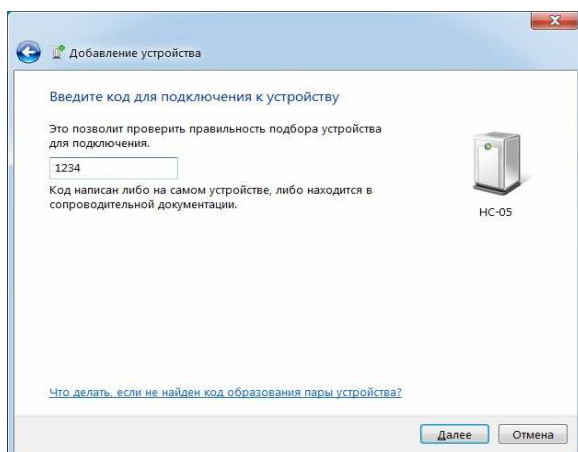 Добавление устройства
Введите код для подключения к устройству
Это позволит проверить правильность подбора устройства
для подключения.
1234
Код написан либо на самом устройстве, либо находится в
сопроводительной документации.
HC-05
Что делать, если не найден код образования пары устройства?
Далее
Отмена